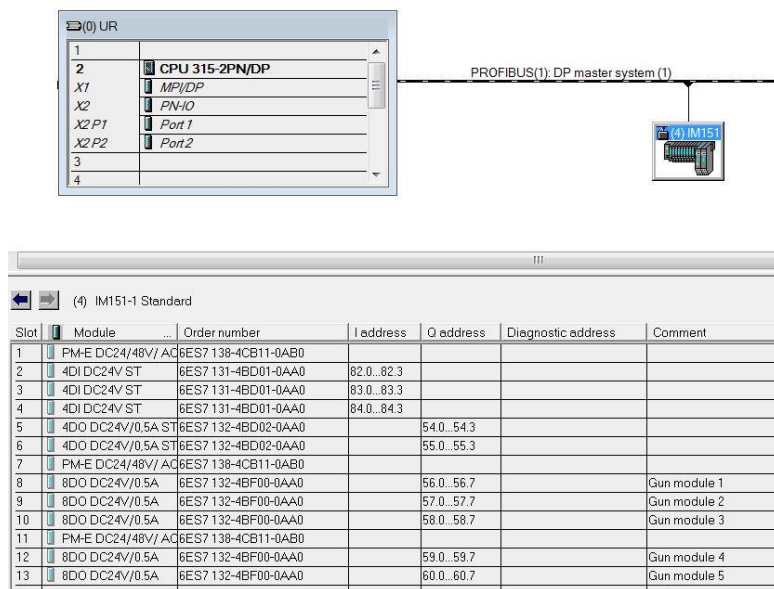 (0) UR
1
2 CPU 315-2PN/DP
X1 MPI/DP
X2 PN-IO
X2 P1 Port 1
X2 P2 Port 2
3
4
PROFIBUS(1): DP master system (1)
(4) IM151
(4) IM151-1 Standard
Slot Module ... Order number I address Q address Diagnostic address Comment
1 PM-E DC24/48V/ AC 6ES7 138-4CB11-0AB0
2 4DI DC24V ST 6ES7 131-4BD01-0AA0 82.0...82.3
3 4DI DC24V ST 6ES7 131-4BD01-0AA0 83.0...83.3
4 4DI DC24V ST 6ES7 131-4BD01-0AA0 84.0...84.3
5 4DO DC24V/0,5A ST 6ES7 132-4BD02-0AA0 54.0...54.3
6 4DO DC24V/0,5A ST 6ES7 132-4BD02-0AA0 55.0...55.3
7 PM-E DC24/48V/ AC 6ES7 138-4CB11-0AB0
8 8DO DC24V/0.5A 6ES7 132-4BF00-0AA0 56.0...56.7 Gun module 1
9 8DO DC24V/0.5A 6ES7 132-4BF00-0AA0 57.0...57.7 Gun module 2
10 8DO DC24V/0.5A 6ES7 132-4BF00-0AA0 58.0...58.7 Gun module 3
11 PM-E DC24/48V/ AC 6ES7 138-4CB11-0AB0
12 8DO DC24V/0.5A 6ES7 132-4BF00-0AA0 59.0...59.7 Gun module 4
13 8DO DC24V/0.5A 6ES7 132-4BF00-0AA0 60.0...60.7 Gun module 5